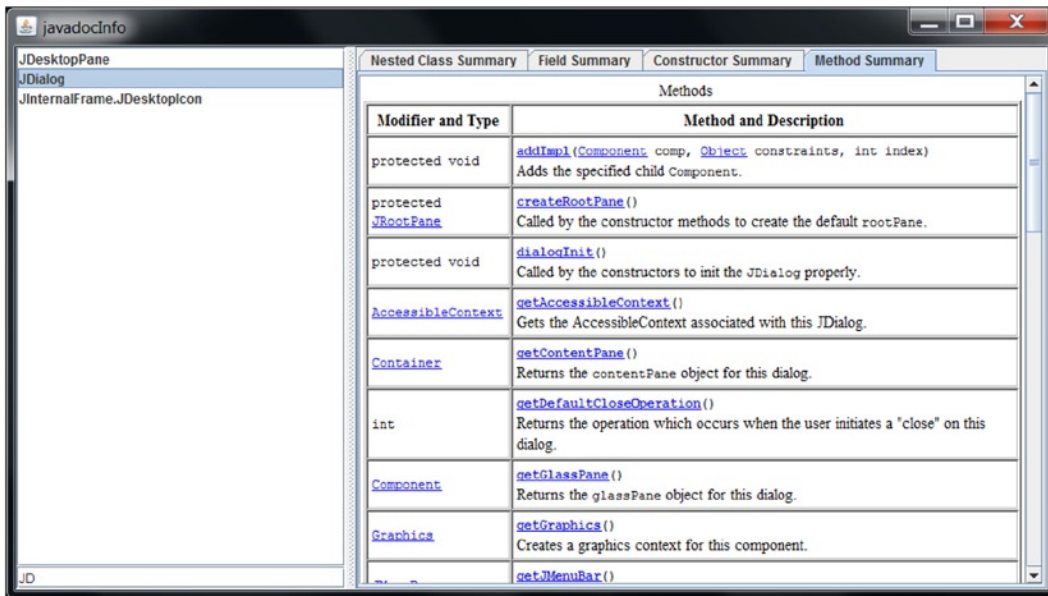 javadocInfo
JDesktopPane
JDialog
JInternalFrame.JDesktopIcon
JD
Nested Class Summary
Field Summary
Constructor Summary
Method Summary
Methods
Modifier and Type
Method and Description
protected void
addImpl(Component comp, Object constraints, int index)
Adds the specified child Component.
protected
JRootPane
createRootPane()
Called by the constructor methods to create the default rootPane.
protected void
dialogInit()
Called by the constructors to init the JDialog properly.
AccessibleContext
getAccessibleContext()
Gets the AccessibleContext associated with this JDialog.
Container
getContentPane()
Returns the contentPane object for this dialog.
int
getDefaultCloseOperation()
Returns the operation which occurs when the user initiates a "close" on this
dialog.
Component
getGlassPane()
Returns the glassPane object for this dialog.
Graphics
getGraphics()
Creates a graphics context for this component.
getJMenuBar()